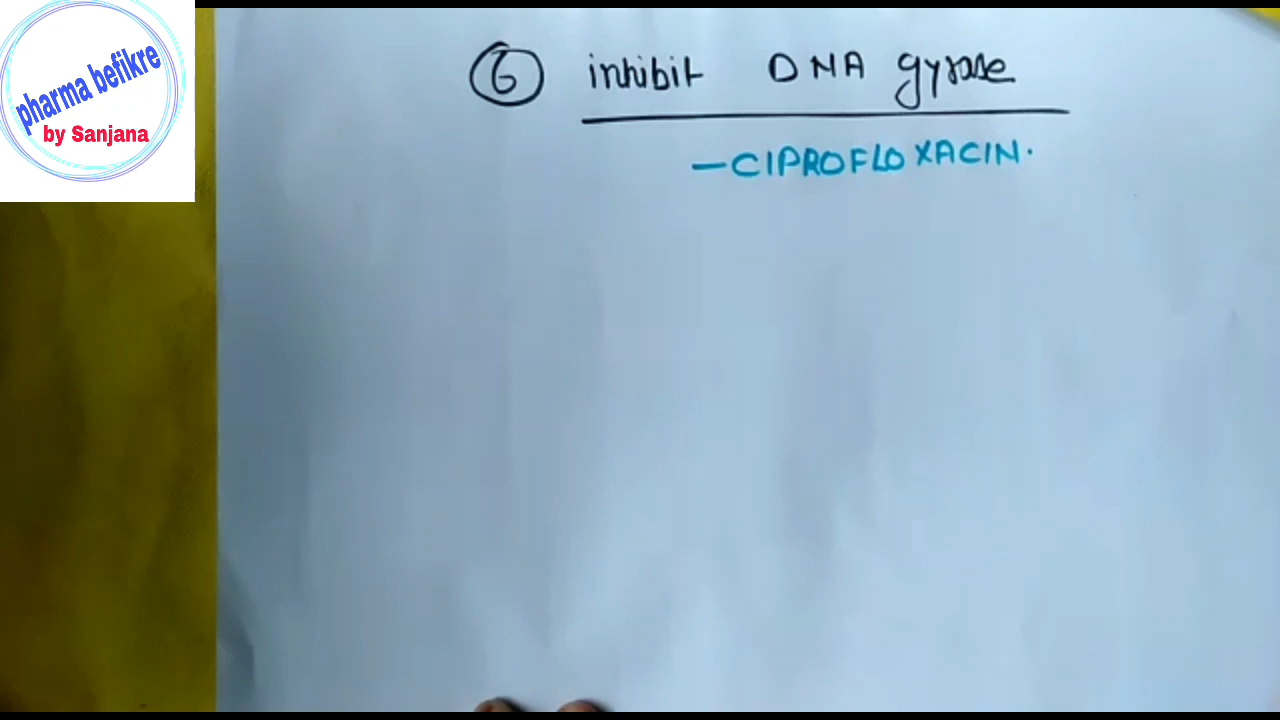 pharma befikre
by Sanjana
6 inhibit DNA gyrase
— CIPROFLOXACIN.